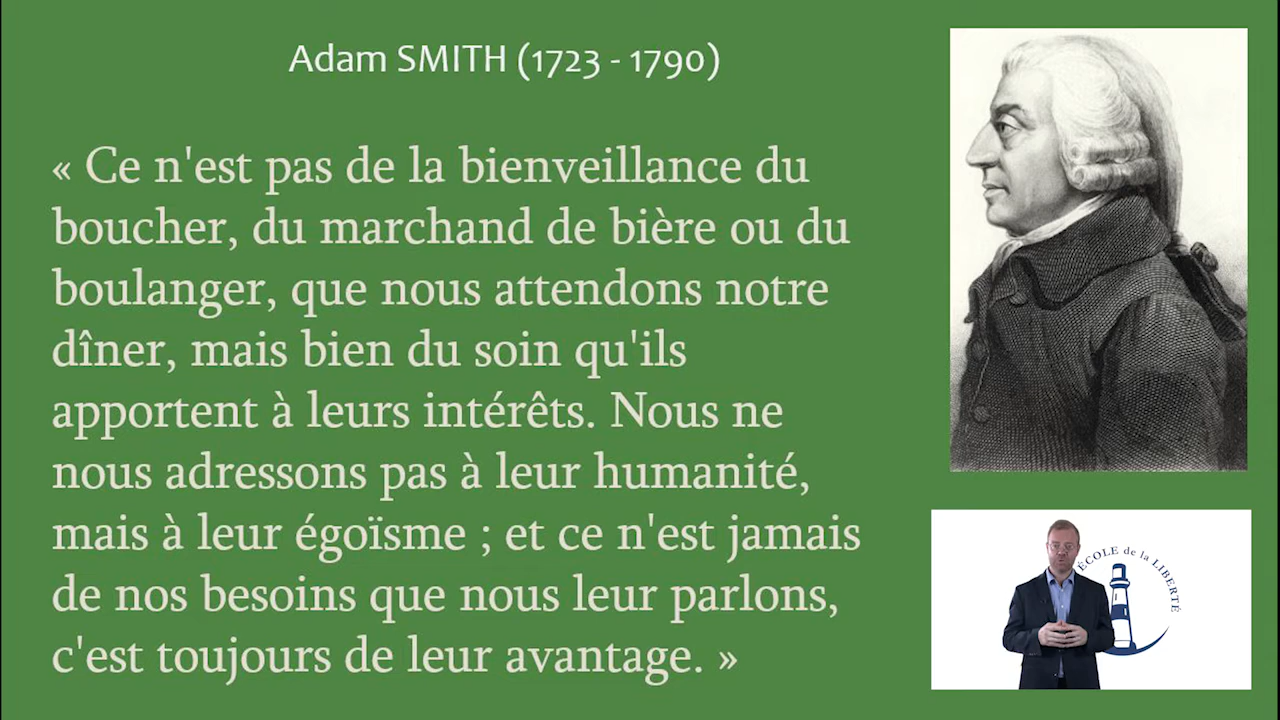 Adam SMITH (1723 - 1790)
« Ce n'est pas de la bienveillance du
boucher, du marchand de bière ou du
boulanger, que nous attendons notre
dîner, mais bien du soin qu'ils
apportent à leurs intérêts. Nous ne
nous adressons pas à leur humanité,
mais à leur égoïsme ; et ce n'est jamais
de nos besoins que nous leur parlons,
c'est toujours de leur avantage. »
ÉCOLE de la LIBERTÉ